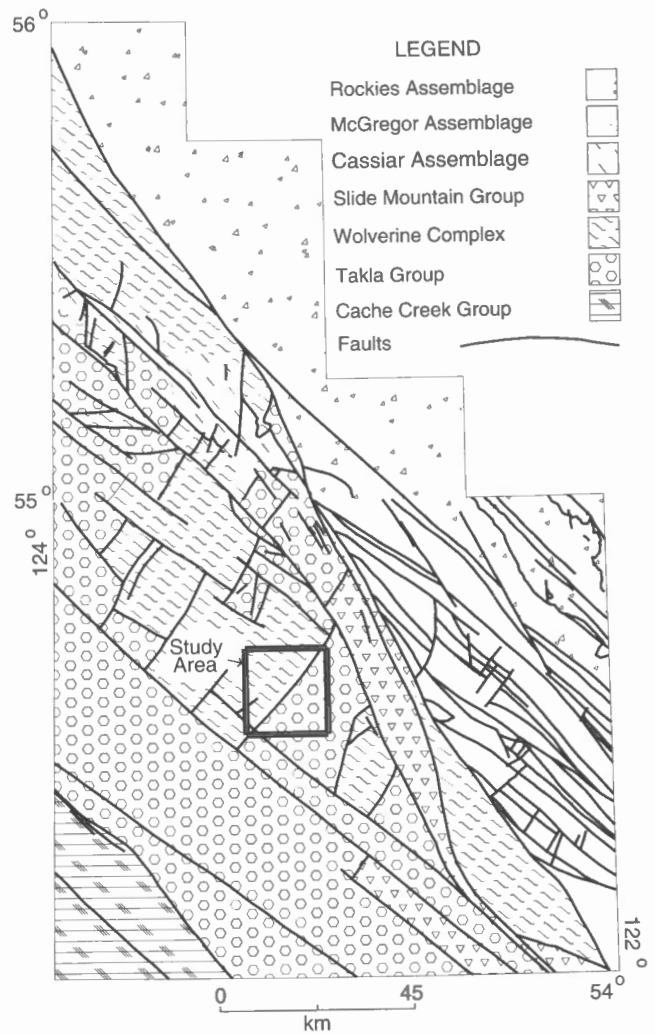 56°
LEGEND
Rockies Assemblage
McGregor Assemblage
Cassiar Assemblage
Slide Mountain Group
Wolverine Complex
Takla Group
Cache Creek Group
Faults
55°
124°
Study
Area
122°
0 45 54°
km